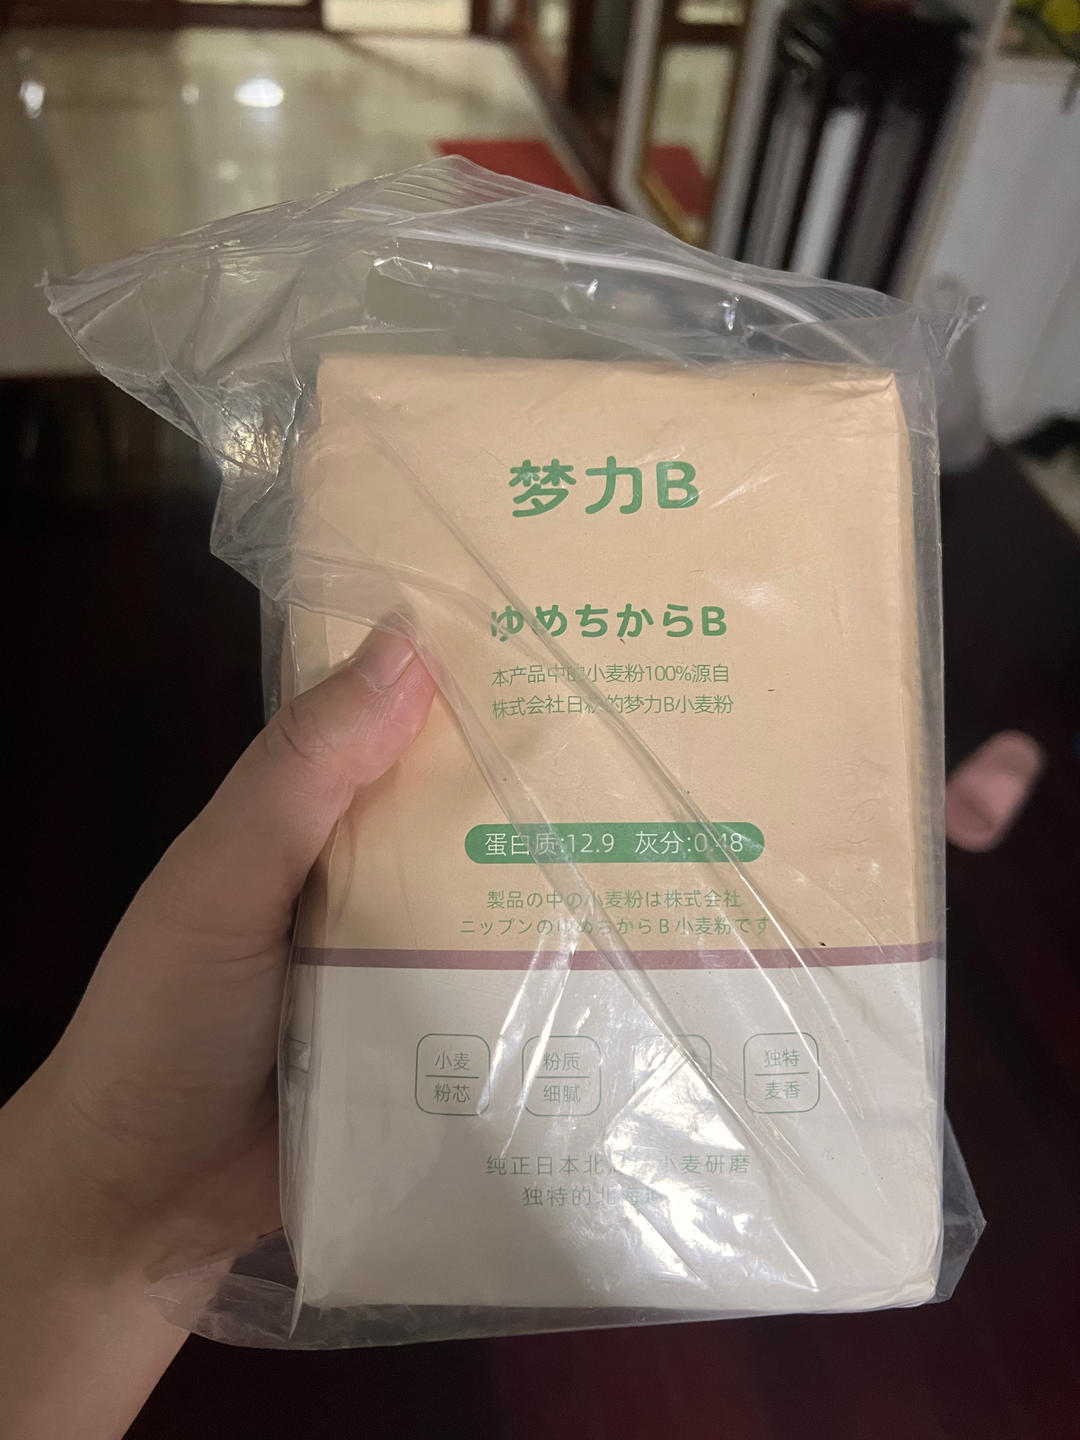 梦力B
ゆめちからB
本产品中的小麦粉100%源自
株式会社日粉的梦力B小麦粉
蛋白质:12.9 灰分:0.48
製品の中の小麦粉は株式会社
ニップンのゆめちからB小麦粉です
小麦
粉芯
粉质
细腻
独特
麦香
纯正日本北 小麦研磨
独特的北海